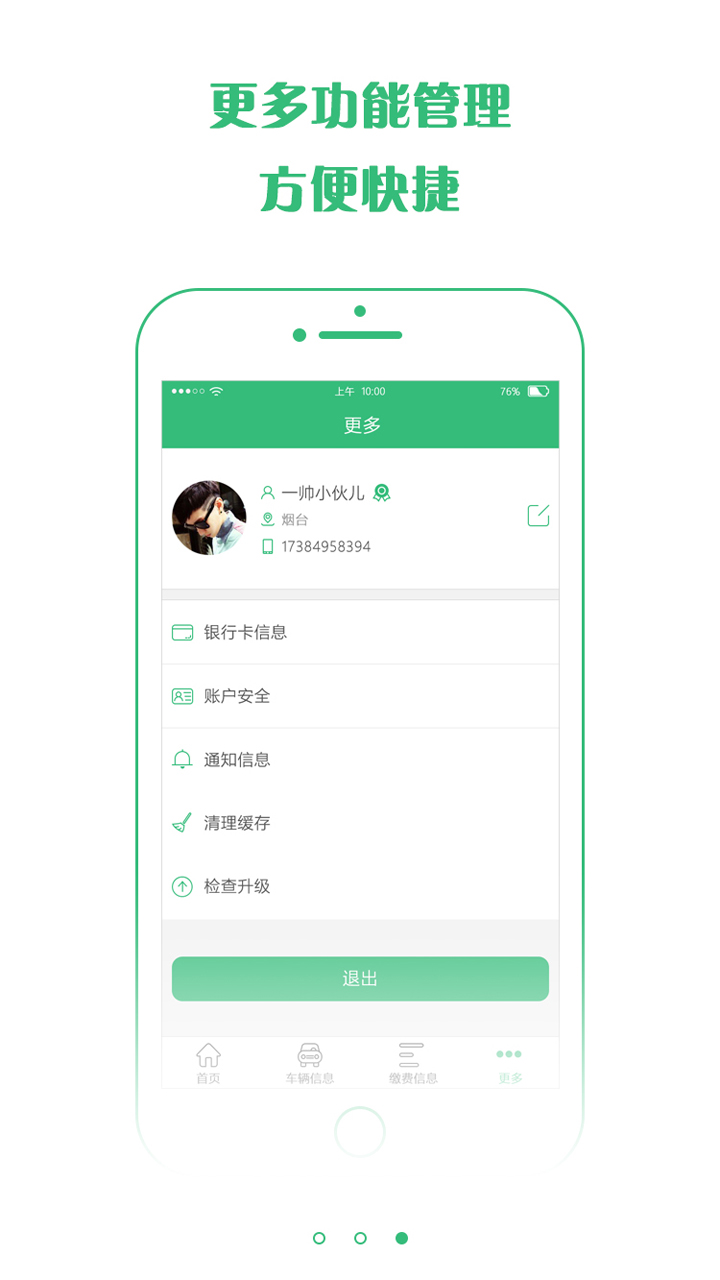 更多功能管理
方便快捷
上午 10:00
76%
更多
一帅小伙儿
烟台
17384958394
银行卡信息
账户安全
通知信息
清理缓存
检查升级
退出
首页
车辆信息
缴费信息
更多